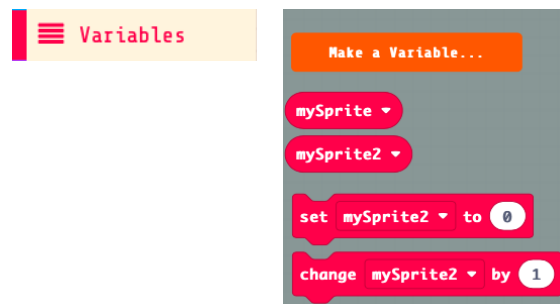 Variables
Make a Variable...
mySprite
mySprite2
set mySprite2 to 0
change mySprite2 by 1